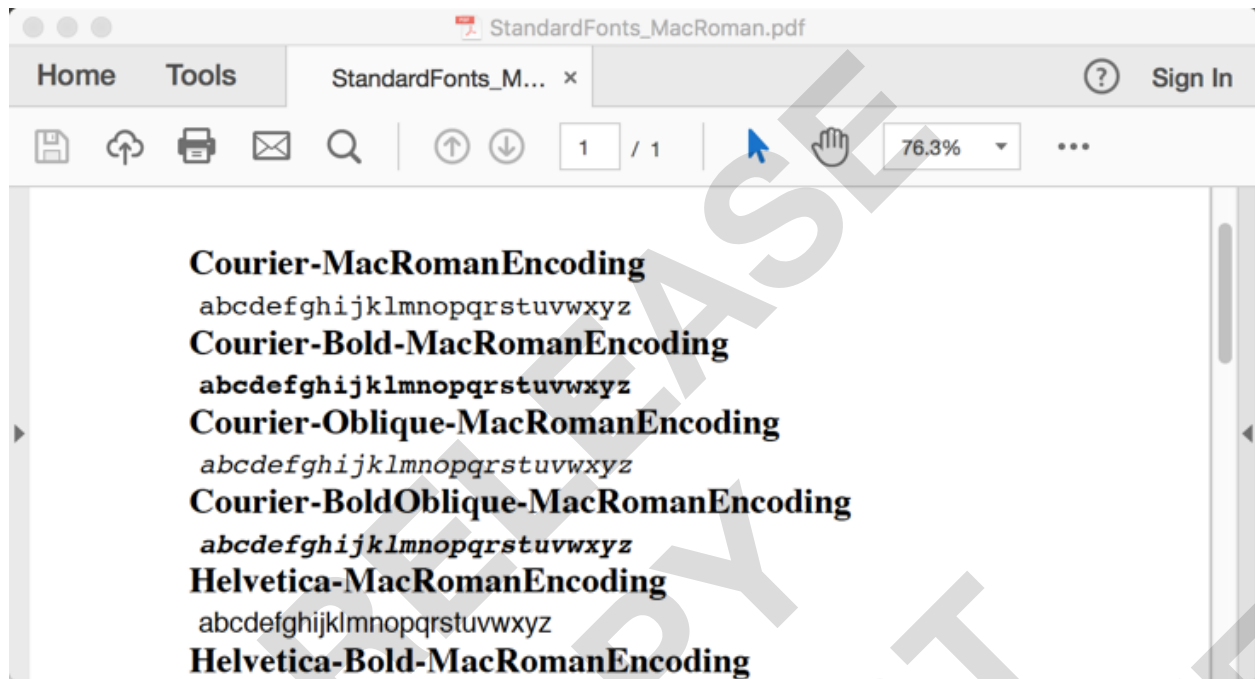 StandardFonts_MacRoman.pdf
Home Tools StandardFonts_M... × ? Sign In
1 / 1 76.3%
Courier-MacRomanEncoding
abcdefghijklmnopqrstuvwxyz
Courier-Bold-MacRomanEncoding
abcdefghijklmnopqrstuvwxyz
Courier-Oblique-MacRomanEncoding
abcdefghijklmnopqrstuvwxyz
Courier-BoldOblique-MacRomanEncoding
abcdefghijklmnopqrstuvwxyz
Helvetica-MacRomanEncoding
abcdefghijklmnopqrstuvwxyz
Helvetica-Bold-MacRomanEncoding
RELEASE